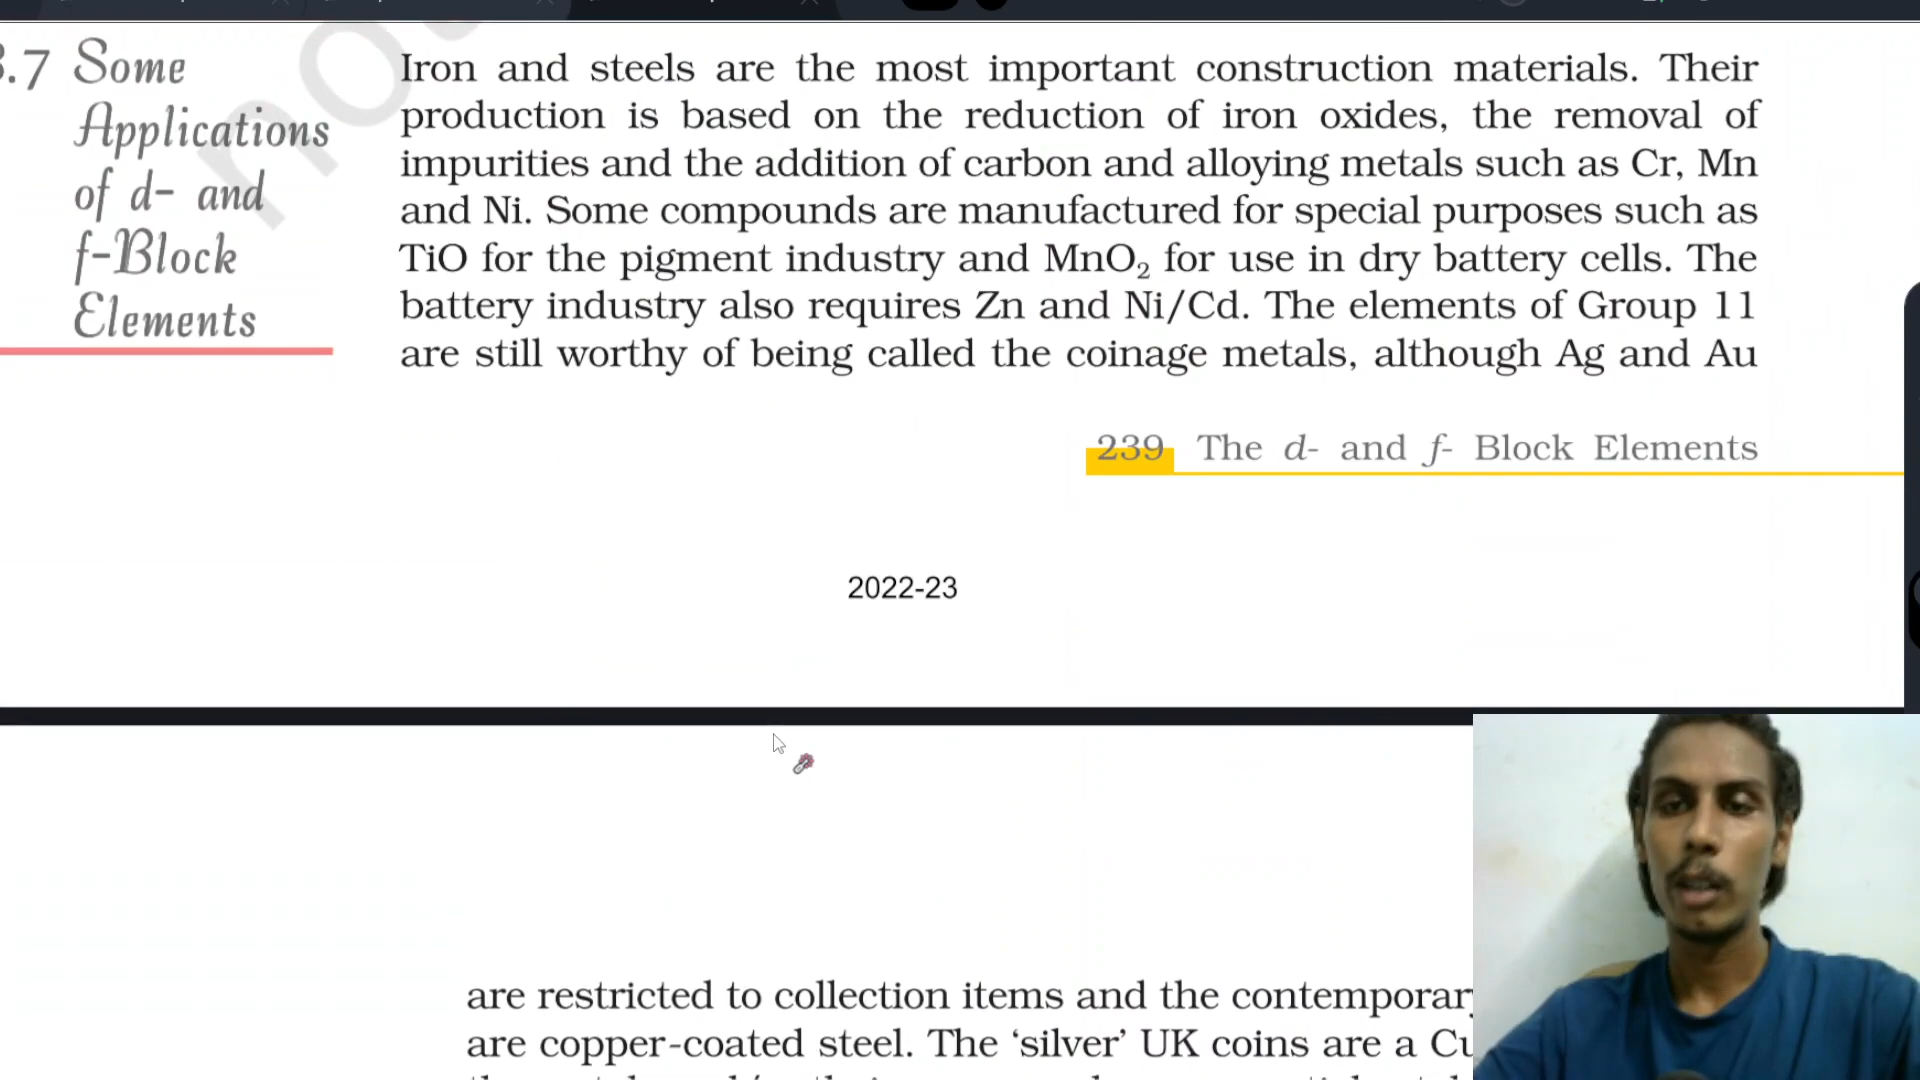 .7 Some
Applications
of d- and
f-Block
Elements
Iron and steels are the most important construction materials. Their
production is based on the reduction of iron oxides, the removal of
impurities and the addition of carbon and alloying metals such as Cr, Mn
and Ni. Some compounds are manufactured for special purposes such as
TiO for the pigment industry and MnO₂ for use in dry battery cells. The
battery industry also requires Zn and Ni/Cd. The elements of Group 11
are still worthy of being called the coinage metals, although Ag and Au
239 The d- and f- Block Elements
2022-23
are restricted to collection items and the contemporar
are copper-coated steel. The ‘silver’ UK coins are a Cu